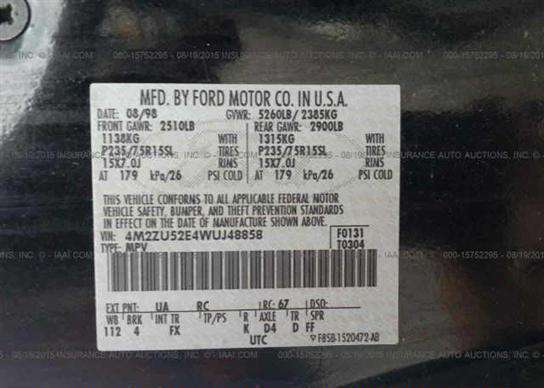 MFD. BY FORD MOTOR CO. IN U.S.A.
DATE: 08/98 GVWR: 5260LB/ 2385KG
FRONT GAWR: 2510LB REAR GAWR: 2900LB
1138KG WITH 1315KG WITH
P235/75R15SL TIRES P235/75R15SL TIRES
15X7.0J RIMS 15X7.0J RIMS
AT 179 kPa/26 PSI COLD AT 179 kPa/26 PSI COLD
THIS VEHICLE CONFORMS TO ALL APPLICABLE FEDERAL MOTOR
VEHICLE SAFETY, BUMPER, AND THEFT PREVENTION STANDARDS
IN EFFECT ON THE DATE OF MANUFACTURE SHOWN ABOVE.
VIN: 4M2ZU52E4WUJ48858 F0131
TYPE: MPV T0304
EXT PNT: UA RC: RC: 67 DSO:
WB BRK INT TR TP/PS R AXLE TR SPR
112 4 FX K D4 D FF
UTC F85B-1520472-AB